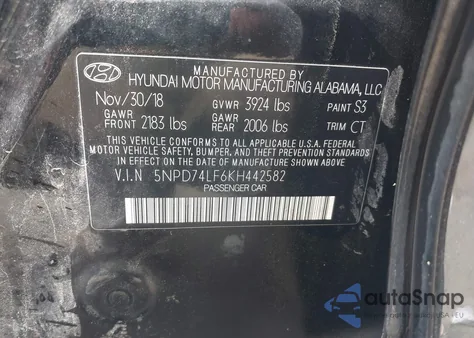 MANUFACTURED BY
HYUNDAI MOTOR MANUFACTURING ALABAMA, LLC
Nov/30/18 GVWR 3924 lbs PAINT S3
GAWR FRONT 2183 lbs GAWR REAR 2006 lbs TRIM CT
THIS VEHICLE CONFORMS TO ALL APPLICABLE U.S.A. FEDERAL
MOTOR VEHICLE SAFETY, BUMPER, AND THEFT PREVENTION
STANDARDS IN EFFECT ON THE DATE OF MANUFACTURE SHOWN ABOVE.
V.I.N 5NPD74LF6KH442582
PASSENGER CAR
autoSnap